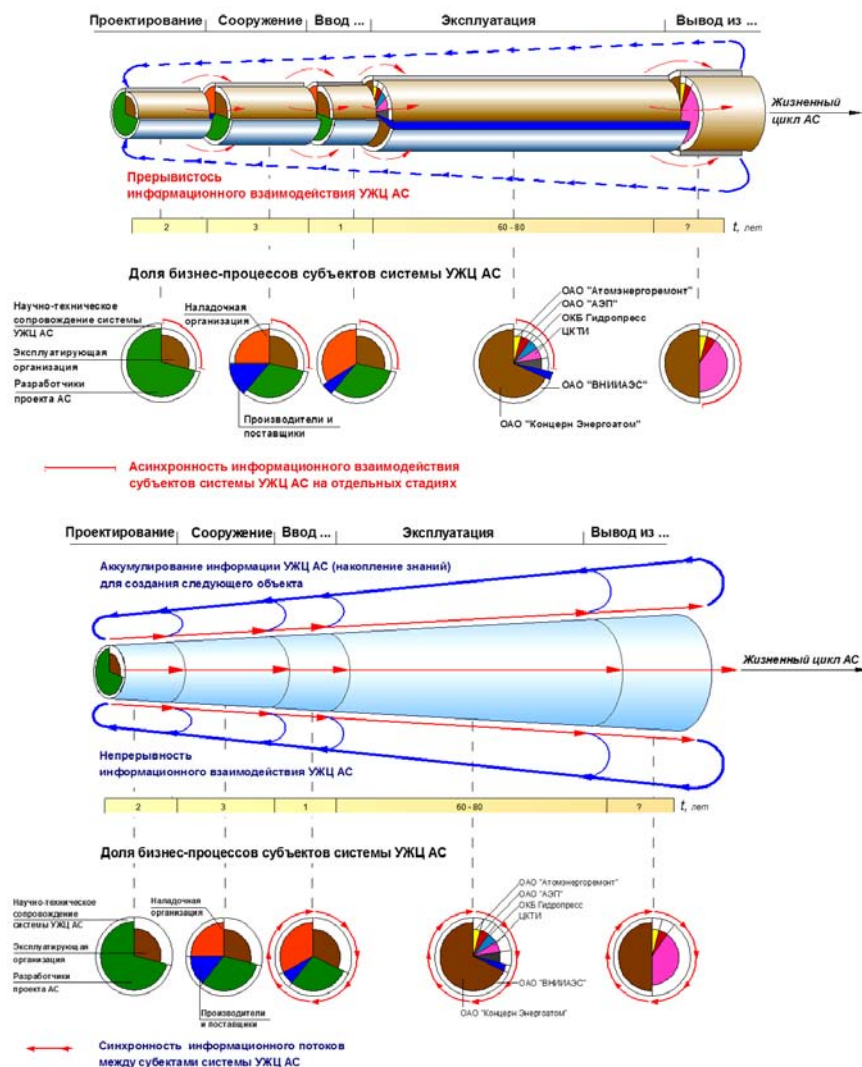 Проектирование
Сооружение
Ввод ...
Эксплуатация
Вывод из ...
Жизненный
цикл АС
Прерывистось
информационного взаимодействия УЖЦ АС
2
3
1
60 - 80
?
t, лет
Доля бизнес-процессов субъектов системы УЖЦ АС
Научно-техническое
сопровождение системы
УЖЦ АС
Эксплуатирующая
организация
Разработчики
проекта АС
Наладочная
организация
Производители и
поставщики
ОАО "Атомэнергоремонт"
ОАО "АЭП"
ОКБ Гидропресс
ЦКТИ
ОАО "ВНИИАЭС"
ОАО "Концерн Энергоатом"
Асинхронность информационного взаимодействия
субъектов системы УЖЦ АС на отдельных стадиях
Проектирование
Сооружение
Ввод ...
Эксплуатация
Вывод из ...
Аккумулирование информации УЖЦ АС (накопление знаний)
для создания следующего объекта
Жизненный цикл АС
Непрерывность
информационного взаимодействия УЖЦ АС
2
3
1
60 - 80
?
t, лет
Доля бизнес-процессов субъектов системы УЖЦ АС
Научно-техническое
сопровождение
системы УЖЦ АС
Эксплуатирующая
организация
Разработчики
проекта АС
Наладочная
организация
Производители
и поставщики
ОАО "Атомэнергоремонт"
ОАО "АЭП"
ОКБ Гидропресс
ЦКТИ
ОАО "ВНИИАЭС"
ОАО "Концерн Энергоатом"
Синхронность информационного потоков
между субектами системы УЖЦ АС